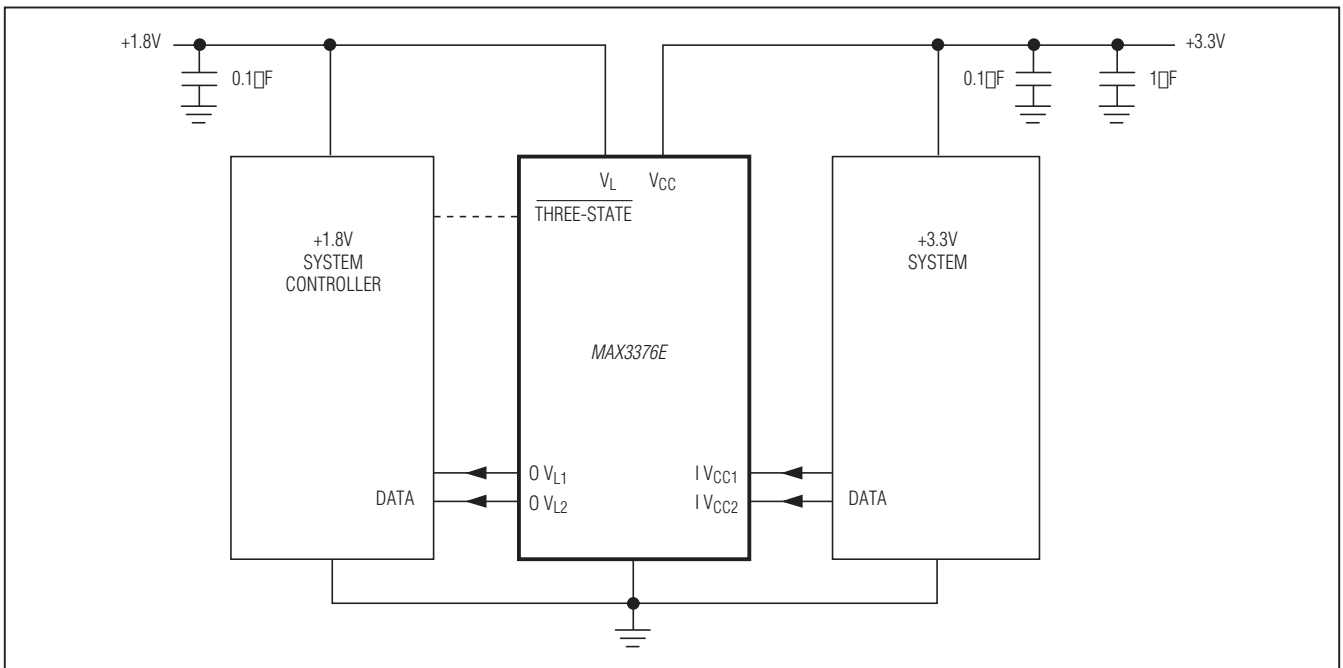 +1.8V
+3.3V
0.1▯F
0.1▯F
1▯F
VL
VCC
THREE-STATE
+1.8V
SYSTEM
CONTROLLER
+3.3V
SYSTEM
MAX3376E
O VL1
I VCC1
DATA
O VL2
I VCC2
DATA